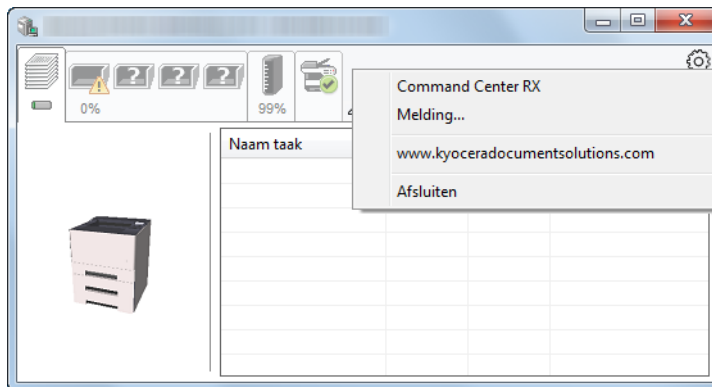 ? ? ?
0%
99%
Command Center RX
Melding...
www.kyoceradocumentsolutions.com
Afsluiten
Naam taak